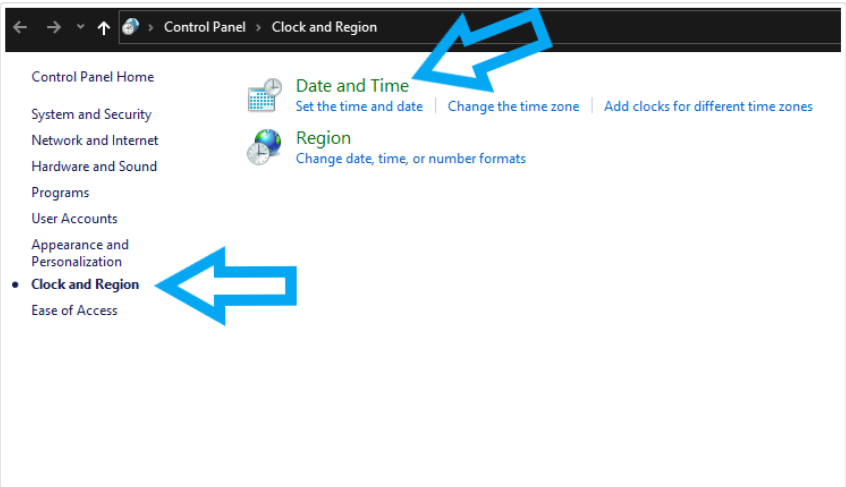 Control Panel > Clock and Region
Control Panel Home
System and Security
Network and Internet
Hardware and Sound
Programs
User Accounts
Appearance and
Personalization
Clock and Region
Ease of Access
Date and Time
Set the time and date | Change the time zone | Add clocks for different time zones
Region
Change date, time, or number formats